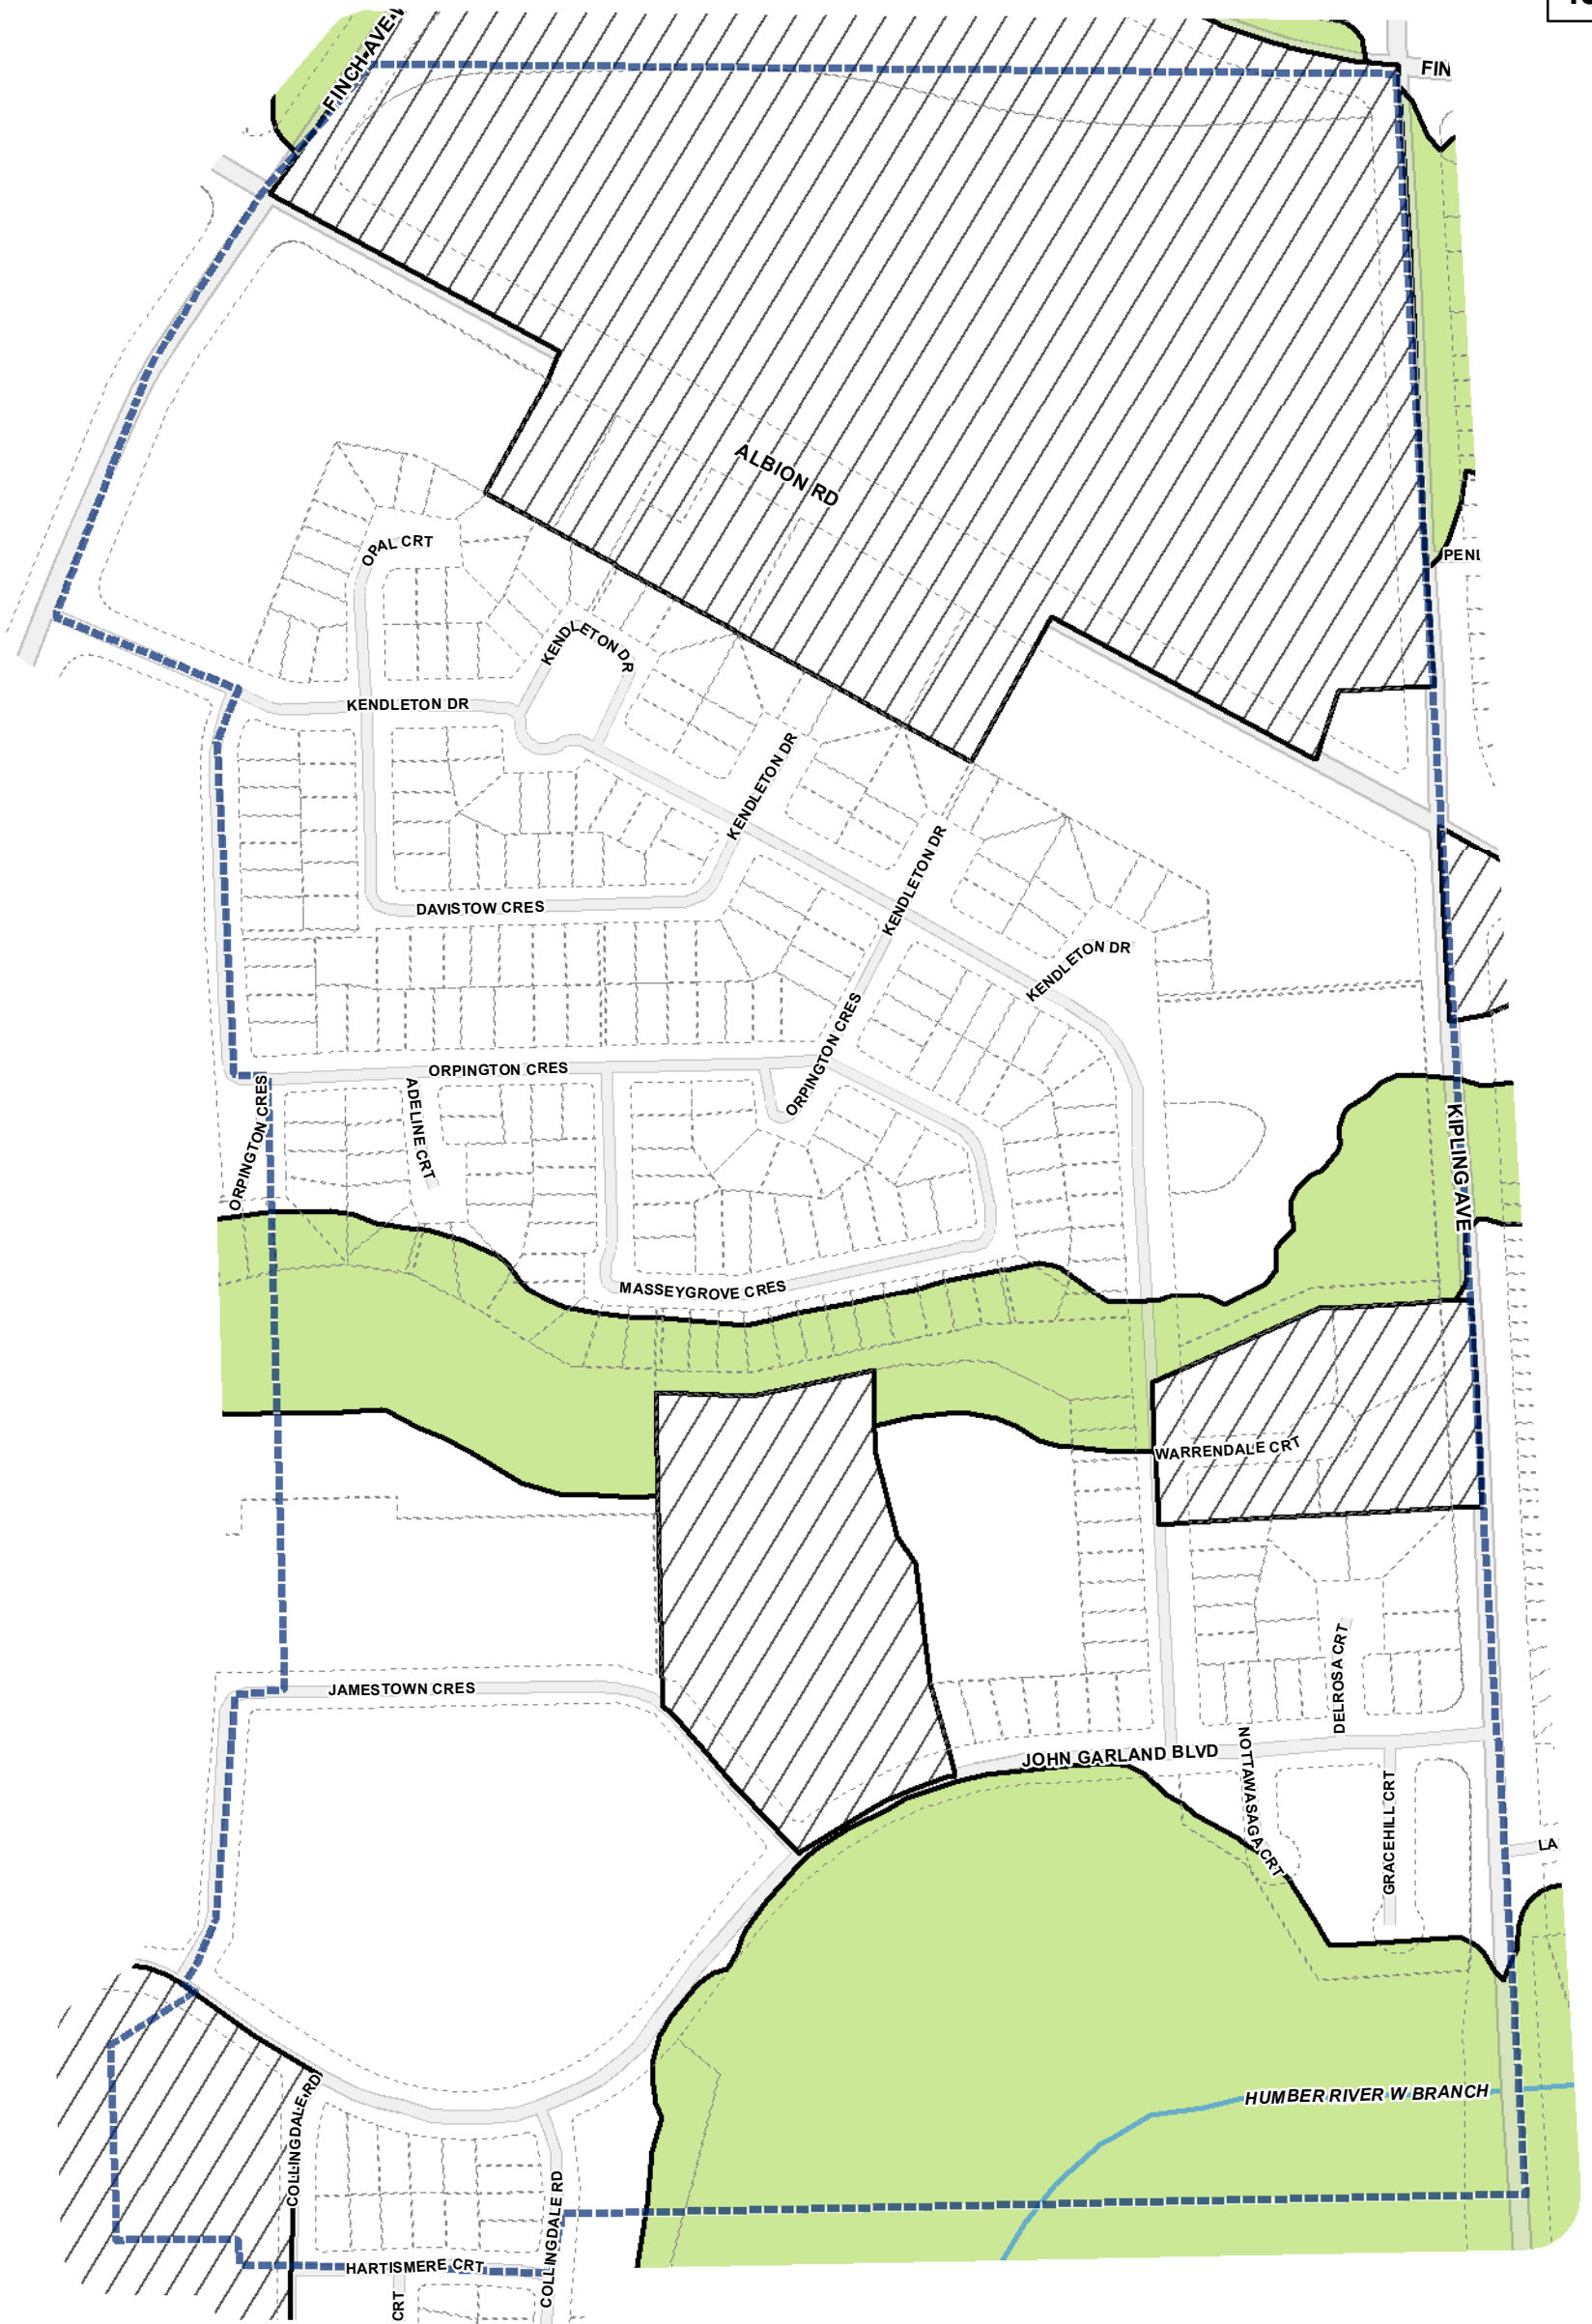 FINCH AVE W
FIN
ALBION RD
OPAL CRT
PENL
KENDLETON DR
KENDLETON DR
KENDLETON DR
KENDLETON DR
DAVISTOW CRES
KENDLETON DR
ORPINGTON CRES
ORPINGTON CRES
ORPINGTON CRES
ADELINE CRT
KIPLING AVE
MASSEYGROVE CRES
WARRENDALE CRT
JAMESTOWN CRES
DELROSA CRT
JOHN GARLAND BLVD
NOTTAWASAGA CRT
GRACEHILL CRT
LA
HUMBER RIVER W BRANCH
COLLINGDALE RD
COLLINGDALE RD
HARTISMERE CRT
CRT